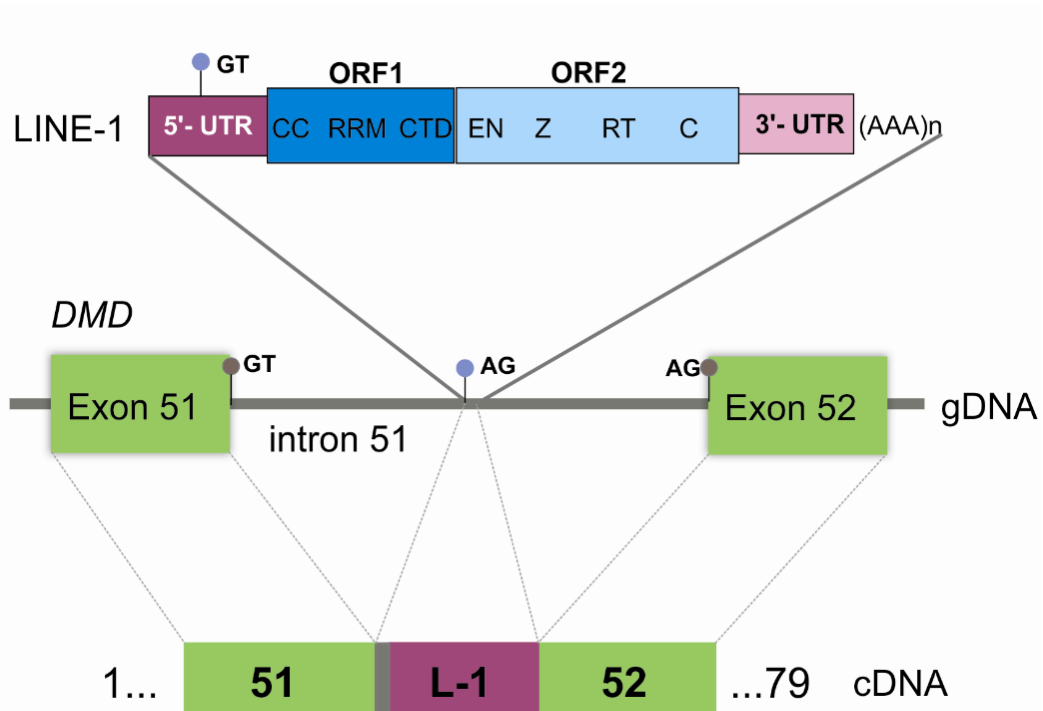 GT
ORF1 ORF2
LINE-1 5'- UTR CC RRM CTD EN Z RT C 3'- UTR (AAA)n
DMD
GT AG AG
Exon 51 Exon 52 gDNA
intron 51
1... 51 L-1 52 ...79 cDNA